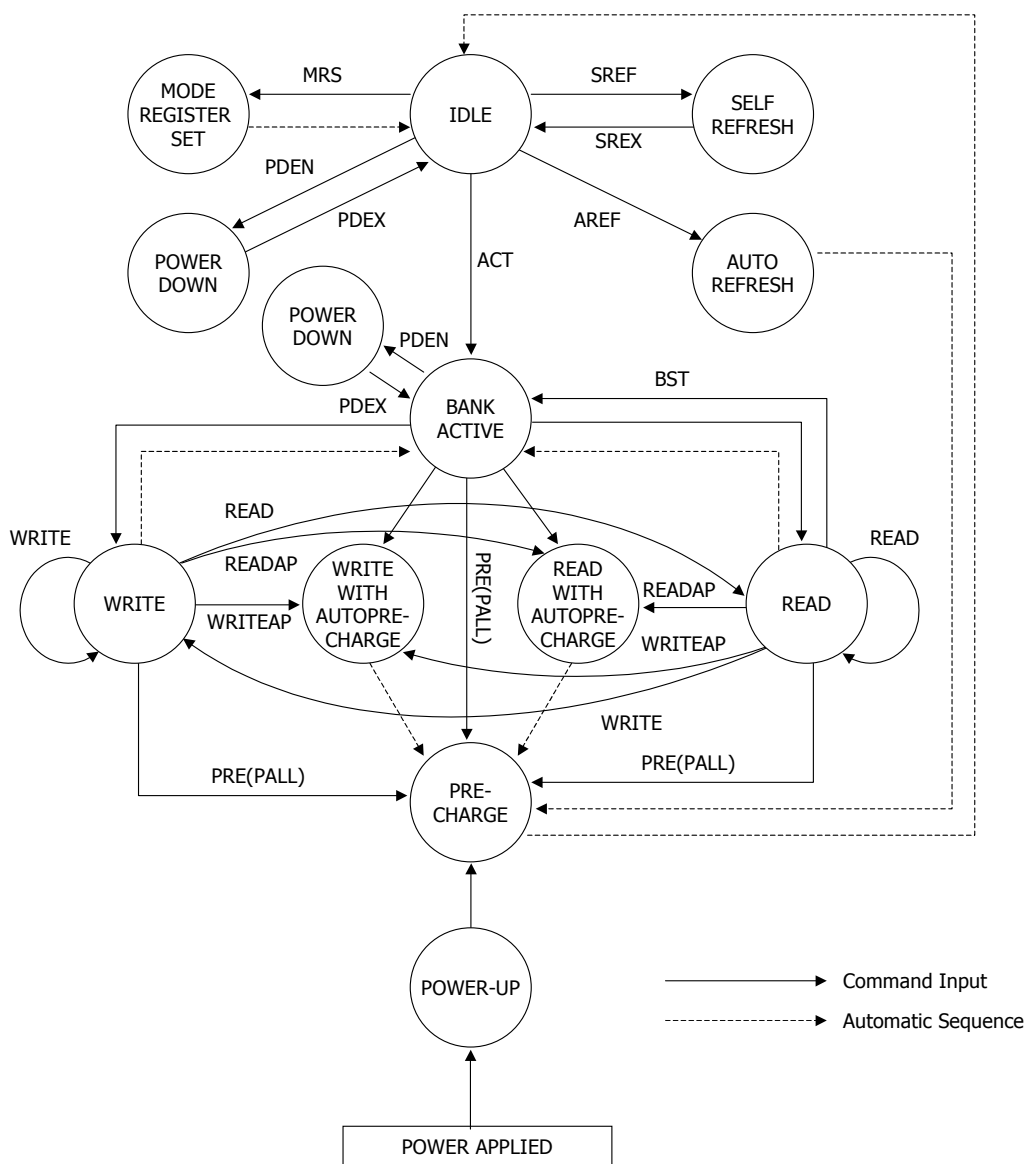 MRS
SREF
MODE
REGISTER
SET
IDLE
SELF
REFRESH
SREX
PDEN
PDEX
AREF
POWER
DOWN
ACT
AUTO
REFRESH
POWER
DOWN
PDEN
BST
PDEX
BANK
ACTIVE
WRITE
READ
READ
READAP
WRITE
WRITE
WITH
AUTOPRE-
CHARGE
PRE(PALL)
READ
WITH
AUTOPRE-
CHARGE
READAP
READ
WRITEAP
WRITEAP
WRITE
PRE(PALL)
PRE(PALL)
PRE-
CHARGE
POWER-UP
Command Input
Automatic Sequence
POWER APPLIED